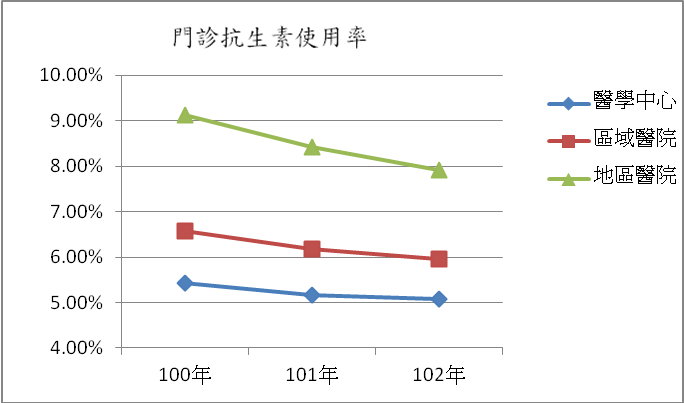 門診抗生素使用率
10.00%
9.00%
8.00%
7.00%
6.00%
5.00%
4.00%
100年
101年
102年
醫學中心
區域醫院
地區醫院